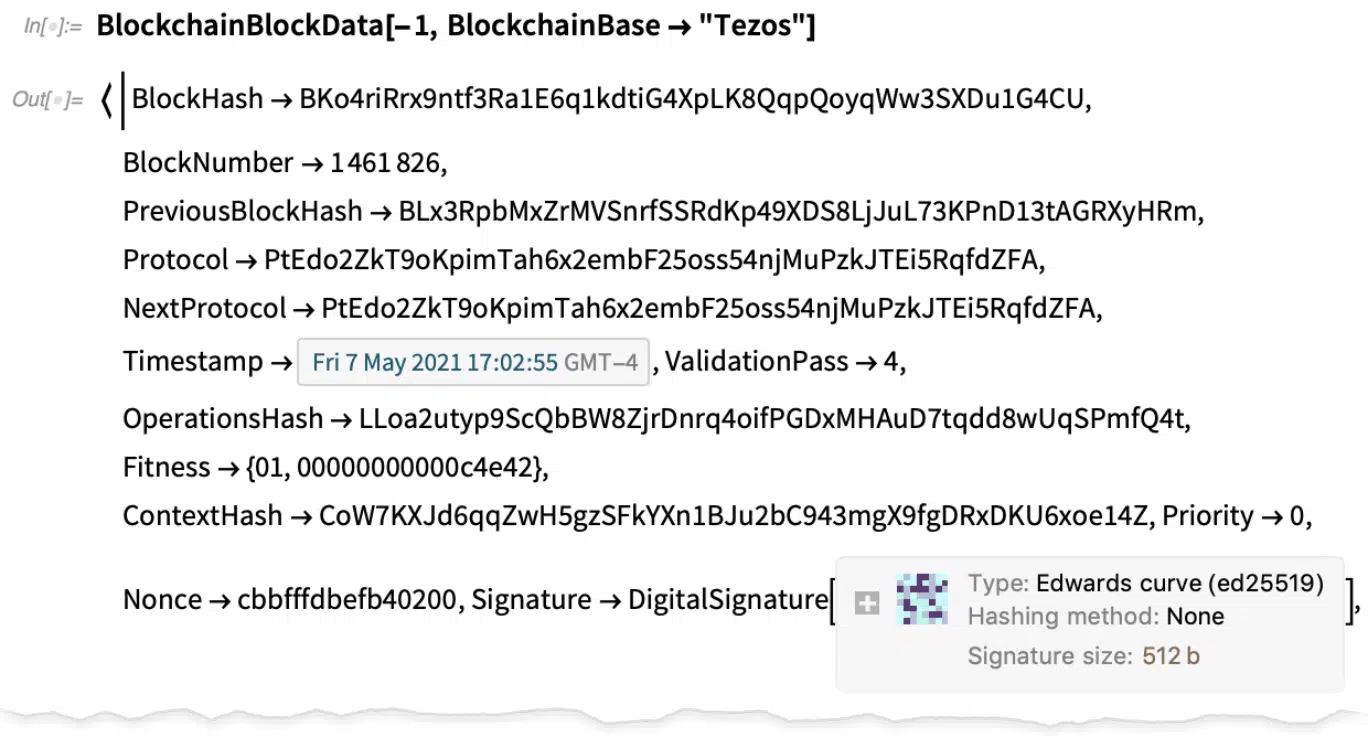 In[•]:= BlockchainBlockData[-1, BlockchainBase → "Tezos"]
Out[•]= ⟨| BlockHash → BKo4riRrx9ntf3Ra1E6q1kdtiG4XpLK8QqpQoyqWw3SXDu1G4CU,
BlockNumber → 1 461 826,
PreviousBlockHash → BLx3RpbMxZrMVSnrfSSRdKp49XDS8LjJuL73KPnD13tAGRXyHRm,
Protocol → PtEdo2ZkT9oKpimTah6x2embF25oss54njMuPzkJTEi5RqfdZFA,
NextProtocol → PtEdo2ZkT9oKpimTah6x2embF25oss54njMuPzkJTEi5RqfdZFA,
Timestamp → Fri 7 May 2021 17:02:55 GMT-4 , ValidationPass → 4,
OperationsHash → LLoa2utyp9ScQbBW8ZjrDnrq4oifPGDxMHAuD7tqdd8wUqSPmfQ4t,
Fitness → {01, 00000000000c4e42},
ContextHash → CoW7KXJd6qqZwH5gzSFkYXn1BJu2bC943mgX9fgDRxDKU6xoe14Z, Priority → 0,
Nonce → cbbfffdbefb40200, Signature → DigitalSignature[ Type: Edwards curve (ed25519)
Hashing method: None
Signature size: 512 b ],